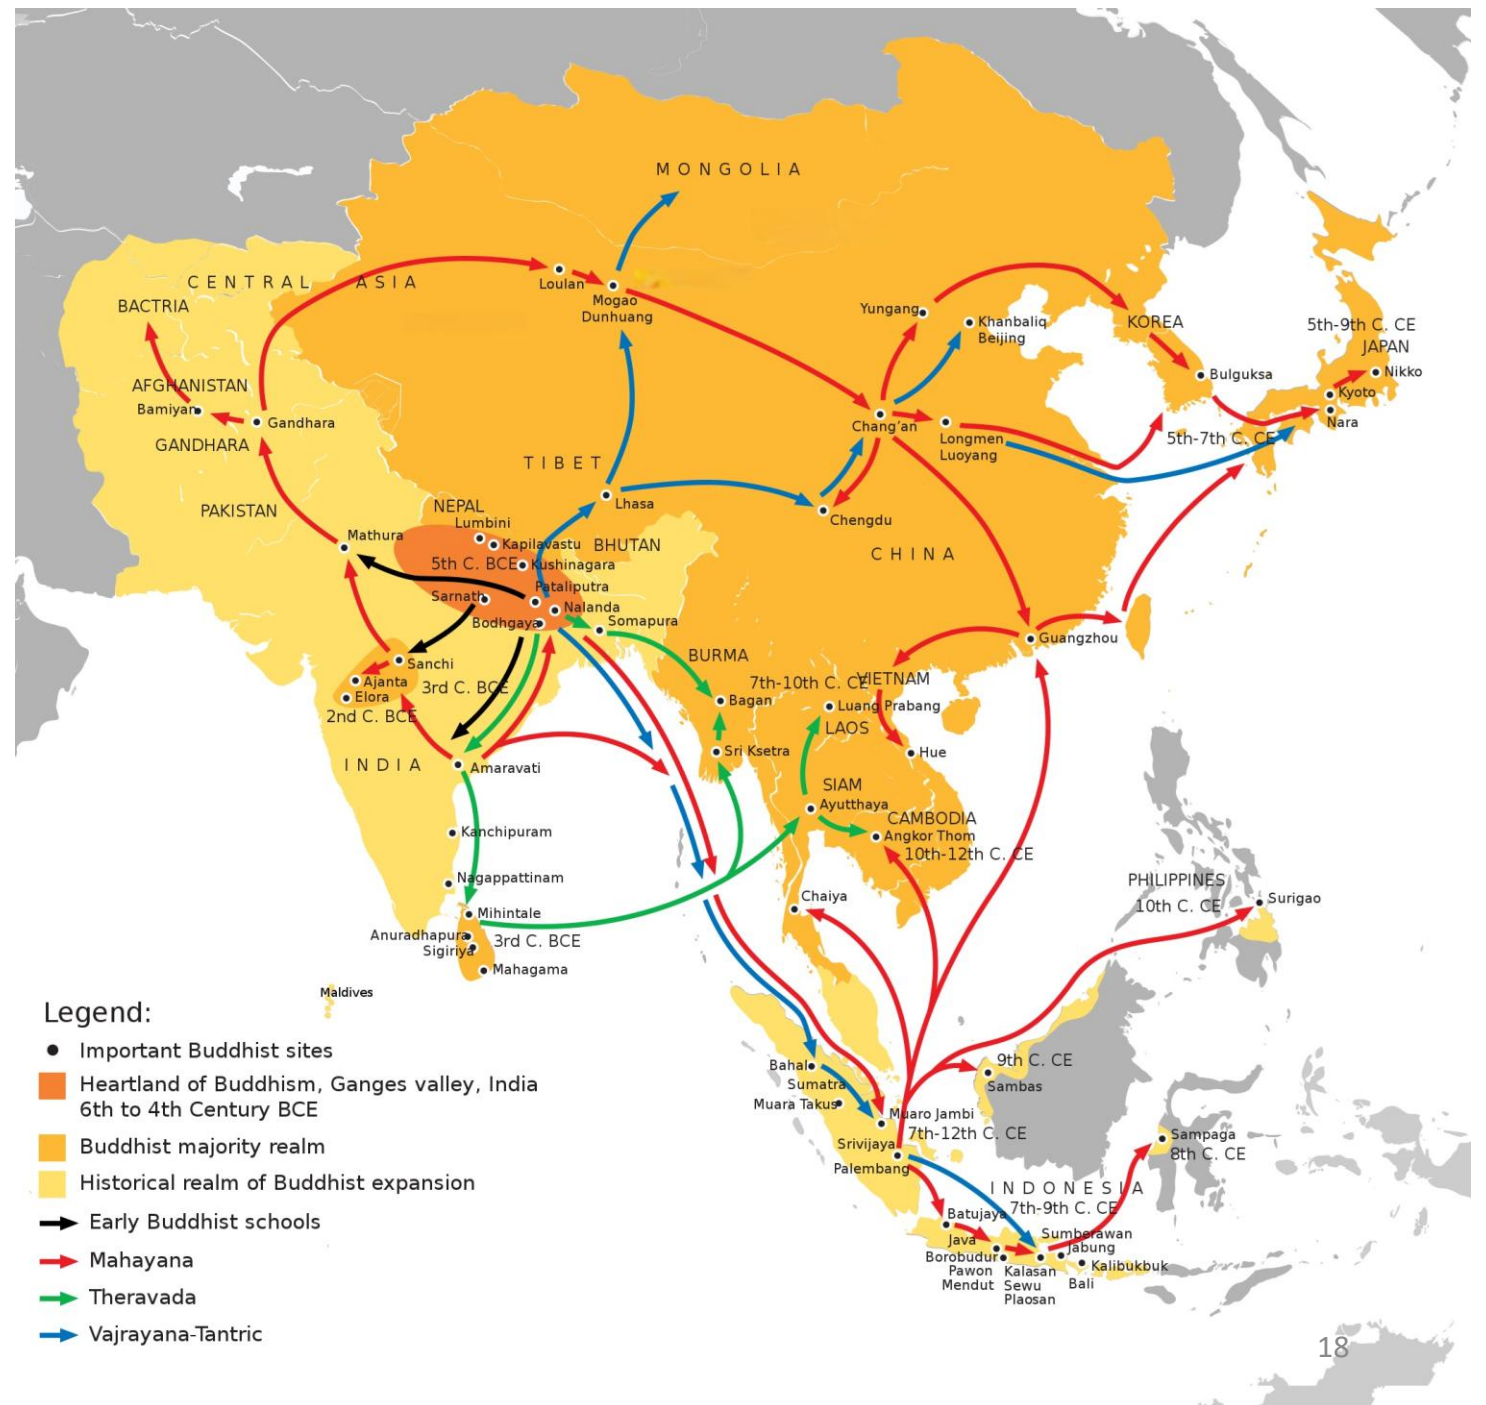 MONGOLIA
CENTRAL ASIA
BACTRIA
Loulan
Mogao
Dunhuang
Yungang
Khanbaliq
Beijing
KOREA
5th-9th C. CE
JAPAN
Nikko
Kyoto
Nara
Bulguksa
AFGHANISTAN
Bamiyan
Gandhara
GANDHARA
Chang'an
Longmen
Luoyang
5th-7th C. CE
TIBET
Lhasa
Chengdu
CHINA
PAKISTAN
NEPAL
Lumbini
Mathura
Kapilavastu
BHUTAN
5th C. BCE
Kushinagara
Pataliputra
Sarnath
Nalanda
Bodhgaya
Somapura
Guangzhou
Sanchi
BURMA
Ajanta
3rd C. BCE
7th-10th C. CE
VIETNAM
Elora
Bagan
Luang Prabang
2nd C. BCE
LAOS
INDIA
Amaravati
Sri Ksetra
Hue
SIAM
Ayutthaya
CAMBODIA
Angkor Thom
10th-12th C. CE
Kanchipuram
Nagappattinam
Chaiya
PHILIPPINES
10th C. CE
Surigao
Mihintale
Anuradhapura
3rd C. BCE
Sigiriya
Mahagama
Maldives
Legend:
Important Buddhist sites
Heartland of Buddhism, Ganges valley, India
6th to 4th Century BCE
Buddhist majority realm
Historical realm of Buddhist expansion
Early Buddhist schools
Mahayana
Theravada
Vajrayana-Tantric
Bahal
Sumatra
Muara Takus
Muaro Jambi
7th-12th C. CE
Srivijaya
Palembang
9th C. CE
Sambas
Sampaga
8th C. CE
INDONESIA
7th-9th C. CE
Batujaya
Java
Sumberawan
Jabung
Borobudur
Pawon
Mendut
Kalasan
Sewu
Plaosan
Kalibukbuk
Bali
18